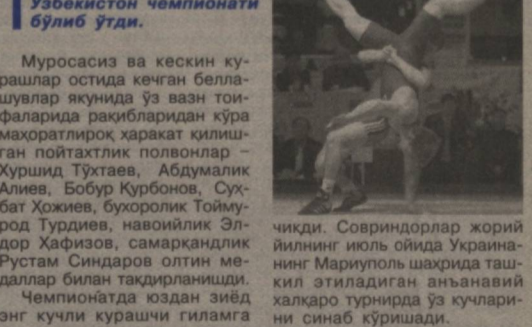 Узбекистон чемпионати
бўлиб ўтди.
Муросасиз ва кескин ку-
рашлар остида кечган белла-
шувлар якунида ўз вазн тои-
фаларида рақибларидан кўра
маҳоратлироқ ҳаракат қилиш-
ган пойтахтлик полвонлар –
Хуршид Тўхтаев, Абдумалик
Алиев, Бобур Қурбонов, Сух-
бат Ҳожиев, бухоролик Тойму-
род Турдиев, навоийлик Эл-
дор Ҳафизов, самарқандлик
Рустам Синдаров олтин ме-
даллар билан тақдирланишди.
Чемпионатда юздан зиёд
энг кучли курашчи гиламга
чиқди. Совриндорлар жорий
йилнинг июль ойида Украина-
нинг Мариуполь шаҳрида таш-
кил этиладиган анъанавий
халқаро турнирда ўз кучлари-
ни синаб кўришади.